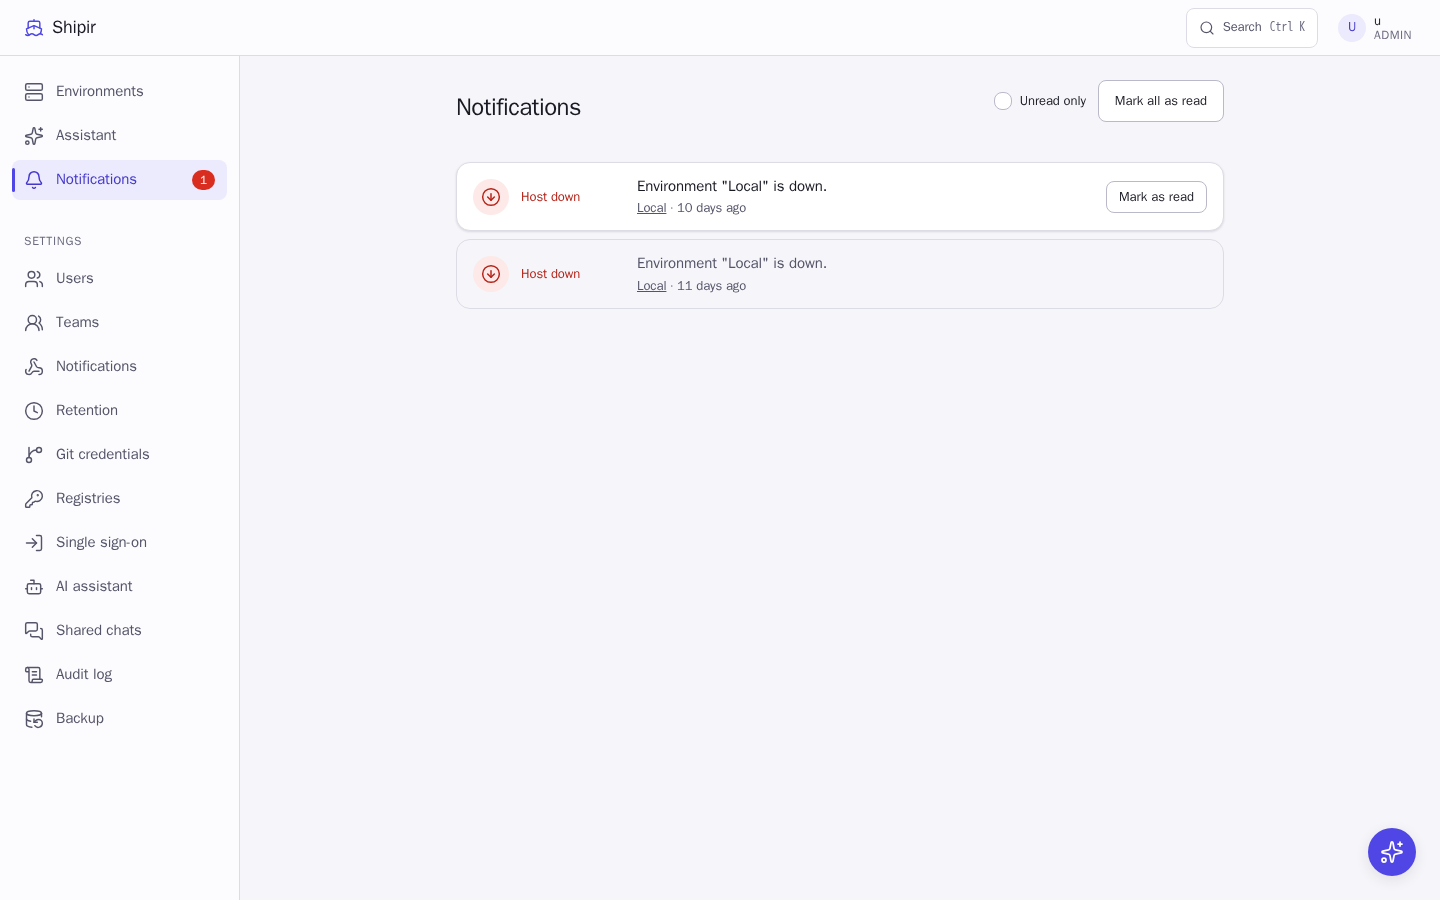 Shipir
Search Ctrl K
U
u
ADMIN
Environments
Assistant
Notifications 1
SETTINGS
Users
Teams
Notifications
Retention
Git credentials
Registries
Single sign-on
AI assistant
Shared chats
Audit log
Backup
Notifications
Unread only
Mark all as read
Host down
Environment "Local" is down.
Local · 10 days ago
Mark as read
Host down
Environment "Local" is down.
Local · 11 days ago